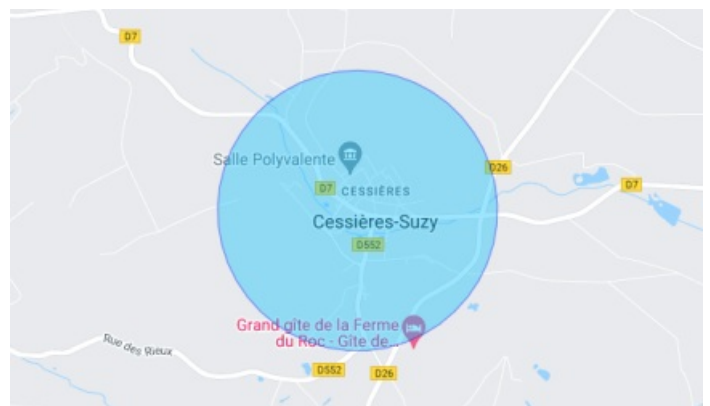 D7
Salle Polyvalente
D26
D7
CESSIÈRES
D7
Cessières-Suzy
D552
Grand gîte de la Ferme
du Roc - Gîte de...
Rue des Rieux
D552
D26